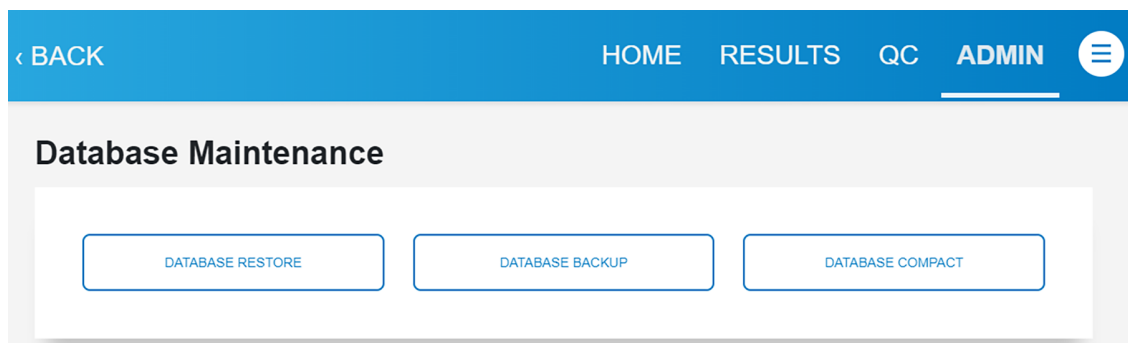 ‹ BACK HOME RESULTS QC ADMIN
Database Maintenance
DATABASE RESTORE DATABASE BACKUP DATABASE COMPACT